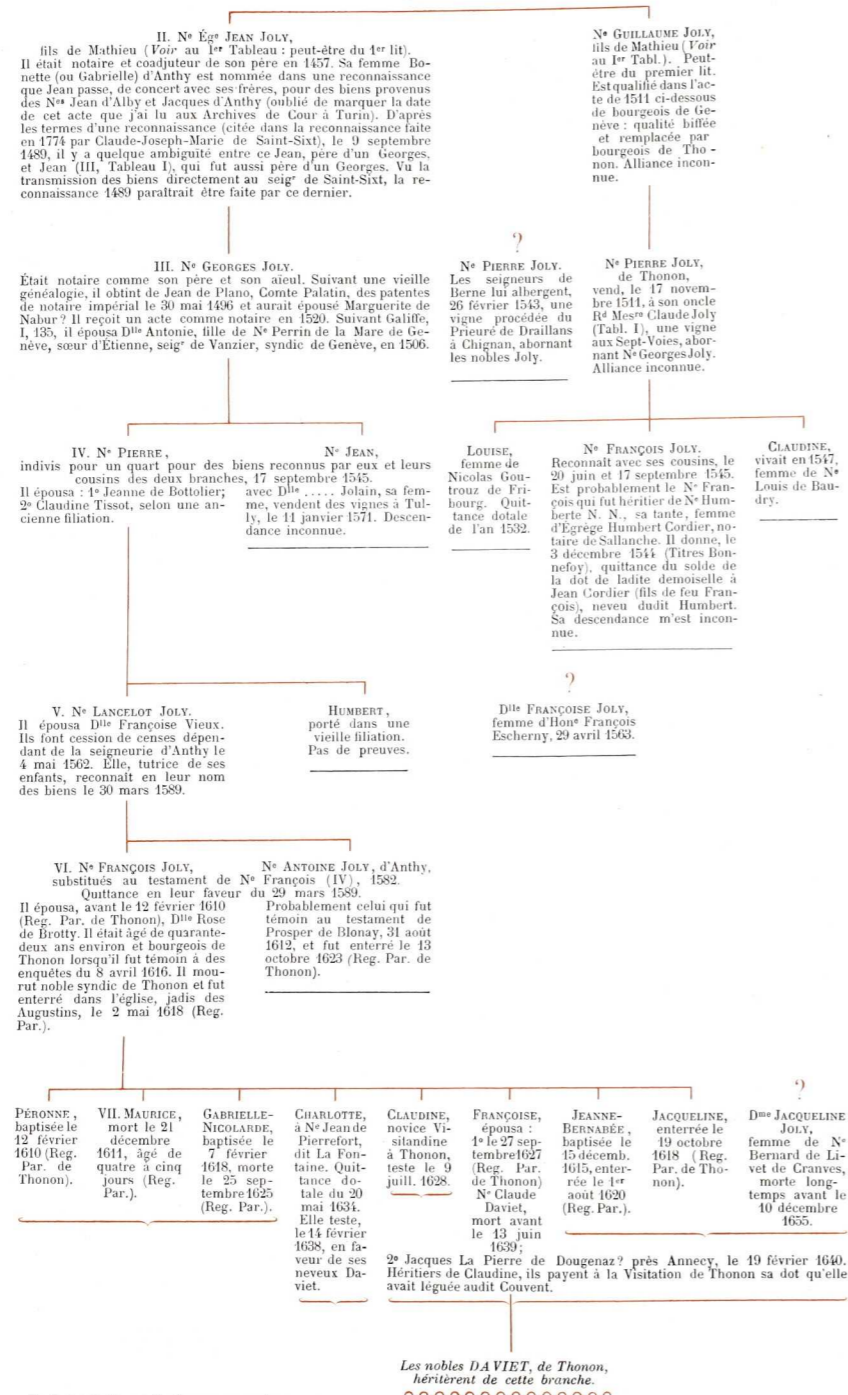 II. Nᵉ Égᵉ JEAN JOLY,
fils de Mathieu (Voir au 1ᵉʳ Tableau : peut-être du 1ᵉʳ lit).
Il était notaire et coadjuteur de son père en 1457. Sa femme Bo-
nette (ou Gabrielle) d'Anthy est nommée dans une reconnaissance
que Jean passe, de concert avec ses frères, pour des biens provenus
des Nᵉˢ Jean d'Alby et Jacques d'Anthy (oublié de marquer la date
de cet acte que j'ai lu aux Archives de Cour à Turin). D'après
les termes d'une reconnaissance (citée dans la reconnaissance faite
en 1774 par Claude-Joseph-Marie de Saint-Sixt), le 9 septembre
1489, il y a quelque ambiguité entre ce Jean, père d'un Georges,
et Jean (III, Tableau I), qui fut aussi père d'un Georges. Vu la
transmission des biens directement au seigʳ de Saint-Sixt, la re-
connaissance 1489 paraîtrait être faite par ce dernier.
Nᵉ GUILLAUME JOLY,
fils de Mathieu (Voir
au Iᵉʳ Tabl.). Peut-
être du premier lit.
Est qualifié dans l'ac-
te de 1511 ci-dessous
de bourgeois de Ge-
nève : qualité biffée
et remplacée par
bourgeois de Tho-
non. Alliance incon-
nue.
III. Nᵉ GEORGES JOLY.
Était notaire comme son père et son aïeul. Suivant une vieille
généalogie, il obtint de Jean de Plano, Comte Palatin, des patentes
de notaire impérial le 30 mai 1496 et aurait épousé Marguerite de
Nabur ? Il reçoit un acte comme notaire en 1520. Suivant Galiffe,
I, 135, il épousa Dˡˡᵉ Antonie, fille de Nᵉ Perrin de la Mare de Ge-
nève, sœur d'Étienne, seigʳ de Vanzier, syndic de Genève, en 1506.
?
Nᵉ PIERRE JOLY.
Les seigneurs de
Berne lui albergent,
26 février 1543, une
vigne procédée du
Prieuré de Draillans
à Chignan, abornant
les nobles Joly.
Nᵉ PIERRE JOLY,
de Thonon,
vend, le 17 novem-
bre 1511, à son oncle
Rᵈ Mesʳᵒ Claude Joly
(Tabl. I), une vigne
aux Sept-Voies, abor-
nant Nᵉ Georges Joly.
Alliance inconnue.
IV. Nᵉ PIERRE, Nᵉ JEAN,
indivis pour un quart pour des biens reconnus par eux et leurs
cousins des deux branches, 17 septembre 1545.
Il épousa : 1º Jeanne de Bottolier;
2º Claudine Tissot, selon une an-
cienne filiation.
avec Dˡˡᵉ ..... Jolain, sa fem-
me, vendent des vignes à Tul-
ly, le 11 janvier 1571. Descen-
dance inconnue.
LOUISE,
femme de
Nicolas Gou-
trouz de Fri-
bourg. Quit-
tance dotale
de l'an 1532.
Nᵉ FRANÇOIS JOLY.
Reconnait avec ses cousins, le
20 juin et 17 septembre 1545.
Est probablement le Nᵉ Fran-
çois qui fut héritier de Nᵉ Hum-
berte N. N., sa tante, femme
d'Égrège Humbert Cordier, no-
taire de Sallanche. Il donne, le
3 décembre 1544 (Titres Bon-
nefoy), quittance du solde de
la dot de ladite demoiselle à
Jean Cordier (fils de feu Fran-
çois), neveu dudit Humbert.
Sa descendance m'est incon-
nue.
CLAUDINE,
vivait en 1547,
femme de Nᵉ
Louis de Bau-
dry.
V. Nᵉ LANCELOT JOLY.
Il épousa Dˡˡᵉ Françoise Vieux.
Ils font cession de censes dépen-
dant de la seigneurie d'Anthy le
4 mai 1562. Elle, tutrice de ses
enfants, reconnaît en leur nom
des biens le 30 mars 1589.
HUMBERT,
porté dans une
vieille filiation.
Pas de preuves.
?
Dˡˡᵉ FRANÇOISE JOLY,
femme d'Honᵉ François
Escherny, 29 avril 1563.
VI. Nᵉ FRANÇOIS JOLY, Nᵉ ANTOINE JOLY, d'Anthy,
substitués au testament de Nᵉ François (IV), 1582.
Quittance en leur faveur du 29 mars 1589.
Il épousa, avant le 12 février 1610
(Reg. Par. de Thonon), Dˡˡᵉ Rose
de Brotty. Il était âgé de quarante-
deux ans environ et bourgeois de
Thonon lorsqu'il fut témoin à des
enquêtes du 8 avril 1616. Il mou-
rut noble syndic de Thonon et fut
enterré dans l'église, jadis des
Augustins, le 2 mai 1618 (Reg.
Par.).
Probablement celui qui fut
témoin au testament de
Prosper de Blonay, 31 août
1612, et fut enterré le 13
octobre 1623 (Reg. Par. de
Thonon).
PÉRONNE,
baptisée le
12 février
1610 (Reg.
Par. de
Thonon).
VII. MAURICE,
mort le 21
décembre
1611, âgé de
quatre à cinq
jours (Reg.
Par.).
GABRIELLE-
NICOLARDE,
baptisée le
7 février
1618, morte
le 25 sep-
tembre 1625
(Reg. Par.).
CHARLOTTE,
à Nᵉ Jean de
Pierrefort,
dit La Fon-
taine. Quit-
tance do-
tale du 20
mai 1634.
Elle teste,
le 14 février
1638, en fa-
veur de ses
neveux Da-
viet.
CLAUDINE,
novice Vi-
sitandine
à Thonon,
teste le 9
juill. 1628.
FRANÇOISE,
épousa :
1º le 27 sep-
tembre 1627
(Reg. Par.
de Thonon)
Nᵉ Claude
Daviet,
mort avant
le 13 juin
1639;
2º Jacques La Pierre de Dougenaz ? près Annecy, le 19 février 1640.
Héritiers de Claudine, ils payent à la Visitation de Thonon sa dot qu'elle
avait léguée audit Couvent.
JEANNE-
BERNABÉE,
baptisée le
15 décemb.
1615, enter-
rée le 1ᵉʳ
août 1620
(Reg. Par.).
JACQUELINE,
enterrée le
19 octobre
1618 (Reg.
Par. de Tho-
non).
?
Dᵐᵉ JACQUELINE
JOLY,
femme de Nᵉ
Bernard de Li-
vet de Cranves,
morte long-
temps avant le
10 décembre
1655.
Les nobles DAVIET, de Thonon,
héritèrent de cette branche.